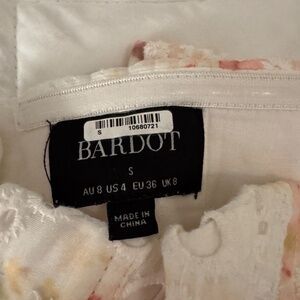 S 10680721
BARDOT
S
AU 8 US 4 EU 36 UK 8
MADE IN
CHINA